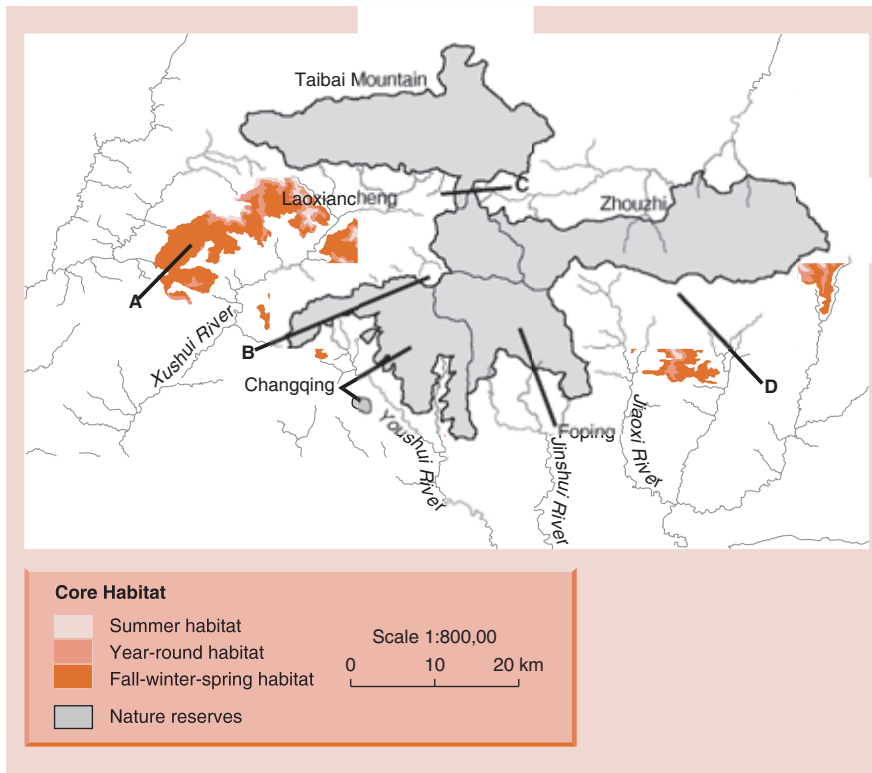 Taibai Mountain
C
Laoxiancheng
Zhouzhi
A
Xushui River
B
D
Changqing
Youshui River
Foping
Jiaoxi River
Jinshui River
Core Habitat
Summer habitat
Year-round habitat
Fall-winter-spring habitat
Nature reserves
Scale 1:800,00
0 10 20 km